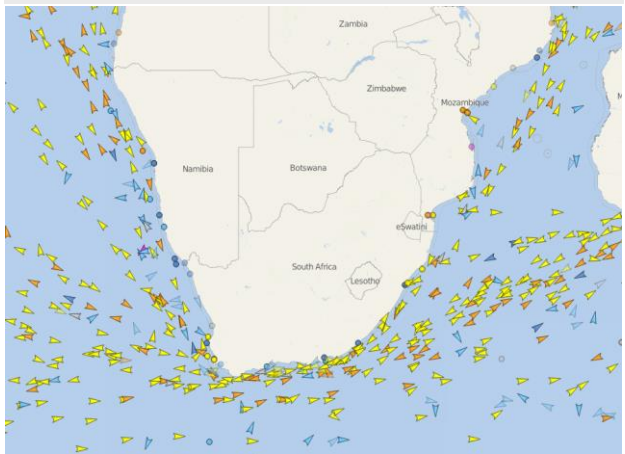 Zambia
Zimbabwe
Mozambique
Namibia
Botswana
eSwatini
South Africa
Lesotho
M